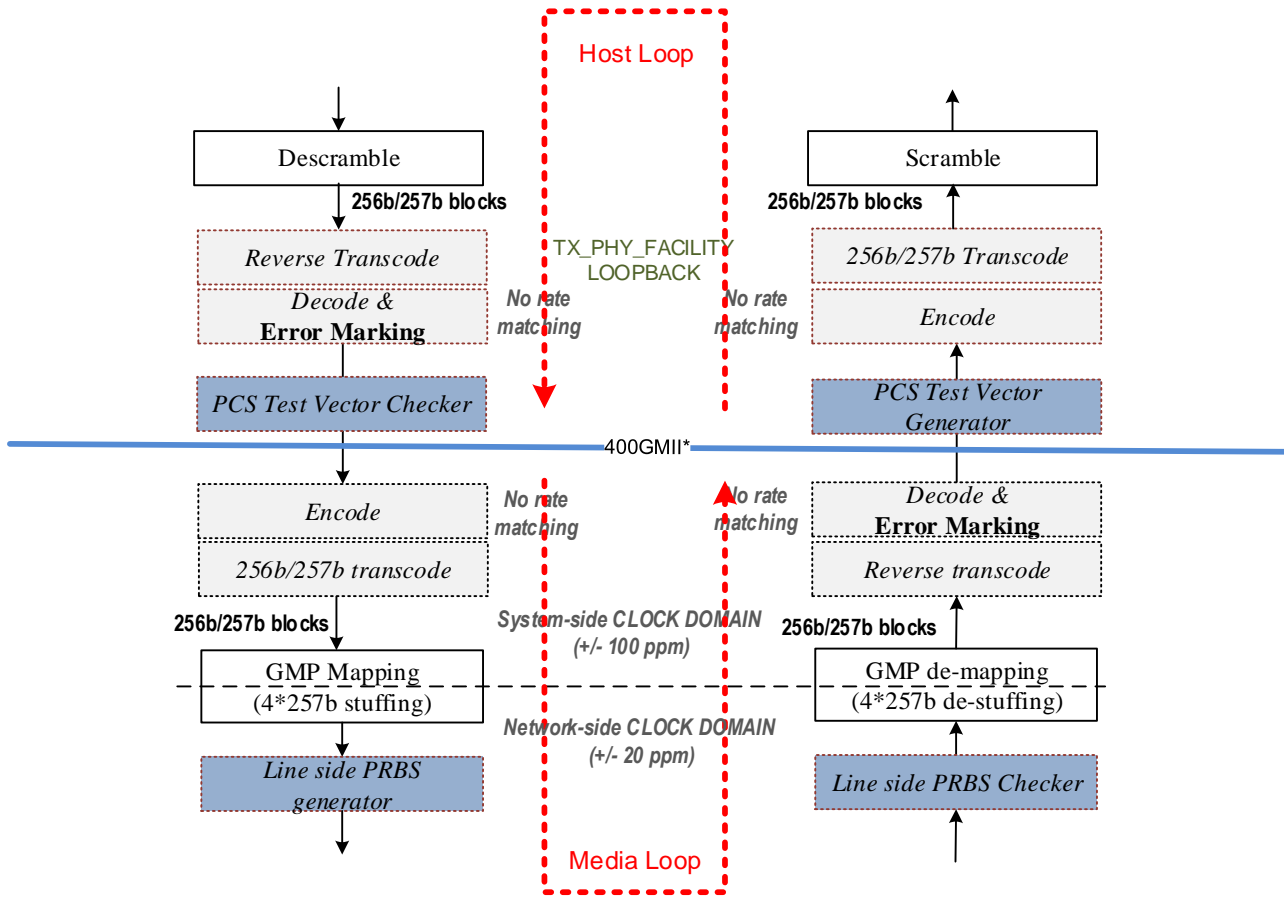 Host Loop
Descramble
Scramble
256b/257b blocks
256b/257b blocks
Reverse Transcode
TX_PHY_FACILITY
LOOPBACK
256b/257b Transcode
Decode &
Error Marking
No rate
matching
No rate
matching
Encode
PCS Test Vector Checker
PCS Test Vector
Generator
400GMII*
Encode
No rate
matching
No rate
matching
Decode &
Error Marking
256b/257b transcode
Reverse transcode
256b/257b blocks
System-side CLOCK DOMAIN
(+/- 100 ppm)
256b/257b blocks
GMP Mapping
(4*257b stuffing)
GMP de-mapping
(4*257b de-stuffing)
Network-side CLOCK DOMAIN
(+/- 20 ppm)
Line side PRBS
generator
Line side PRBS Checker
Media Loop